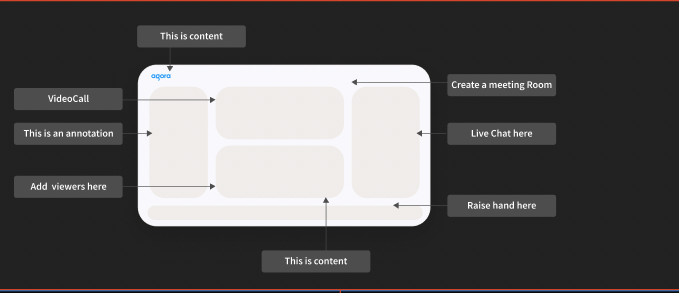 This is content
agora
VideoCall
Create a meeting Room
This is an annotation
Live Chat here
Add viewers here
Raise hand here
This is content